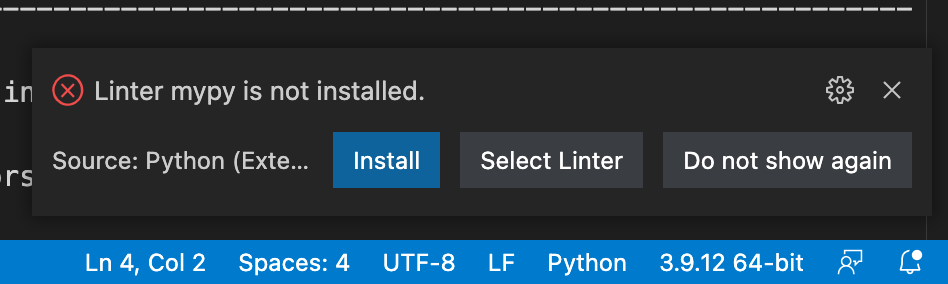 in
Linter mypy is not installed.
ors
Source: Python (Exte...
Install
Select Linter
Do not show again
Ln 4, Col 2
Spaces: 4
UTF-8
LF
Python
3.9.12 64-bit